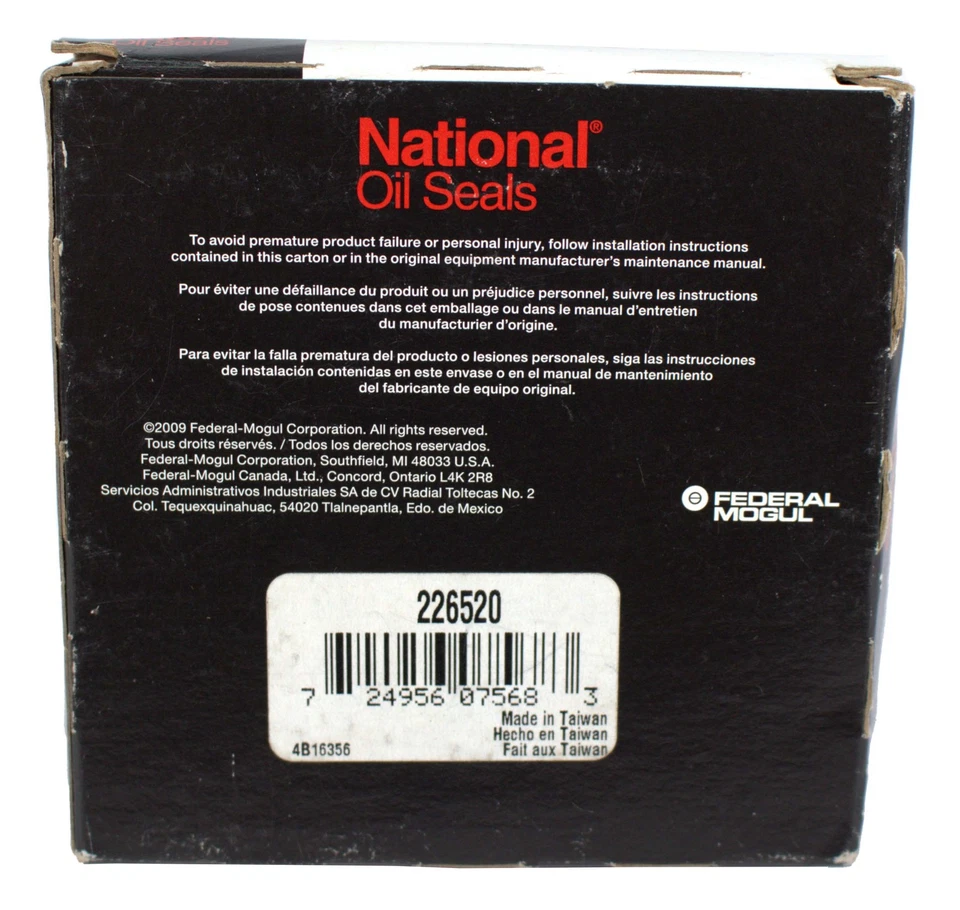 Oil Seals
National®
Oil Seals
To avoid premature product failure or personal injury, follow installation instructions
contained in this carton or in the original equipment manufacturer's maintenance manual.
Pour éviter une défaillance du produit ou un préjudice personnel, suivre les instructions
de pose contenues dans cet emballage ou dans le manuel d'entretien
du manufacturier d'origine.
Para evitar la falla prematura del producto o lesiones personales, siga las instrucciones
de instalación contenidas en este envase o en el manual de mantenimiento
del fabricante de equipo original.
©2009 Federal-Mogul Corporation. All rights reserved.
Tous droits réservés. / Todos los derechos reservados.
Federal-Mogul Corporation, Southfield, MI 48033 U.S.A.
Federal-Mogul Canada, Ltd., Concord, Ontario L4K 2R8
Servicios Administrativos Industriales SA de CV Radial Toltecas No. 2
Col. Tequexquinahuac, 54020 Tlalnepantla, Edo. de Mexico
FEDERAL
MOGUL
226520
7 24956 07568 3
Made in Taiwan
Hecho en Taiwan
4B16356 Fait aux Taiwan